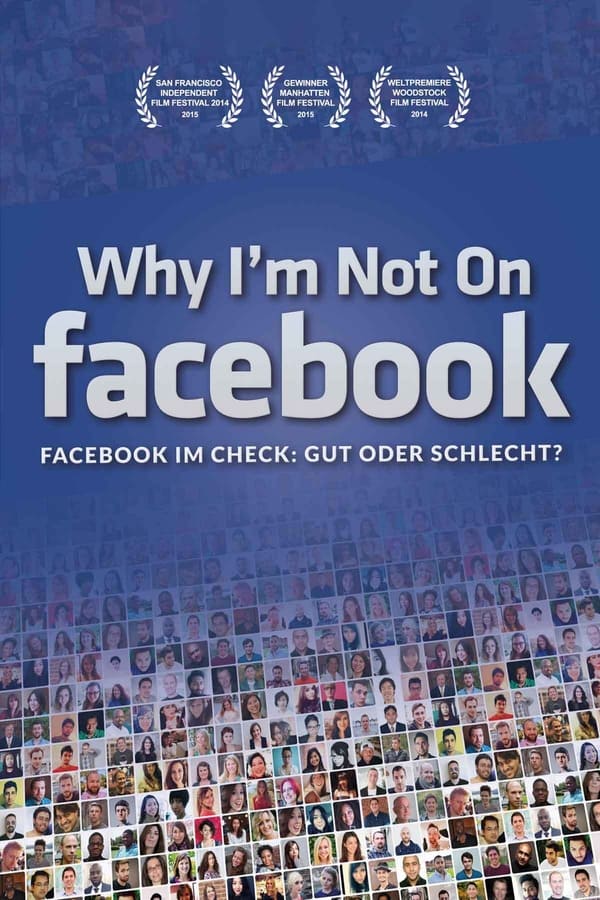 SAN FRANCISCO
INDEPENDENT
FILM FESTIVAL 2014
2015
GEWINNER
MANHATTEN
FILM FESTIVAL
2015
WELTPREMIERE
WOODSTOCK
FILM FESTIVAL
2014
Why I'm Not On
facebook
FACEBOOK IM CHECK: GUT ODER SCHLECHT?